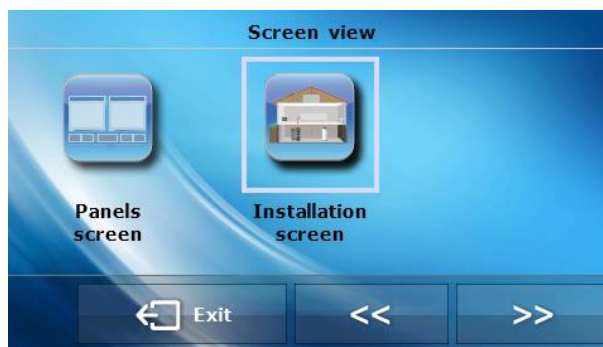 Screen view
Panels
screen
Installation
screen
Exit
<<
>>